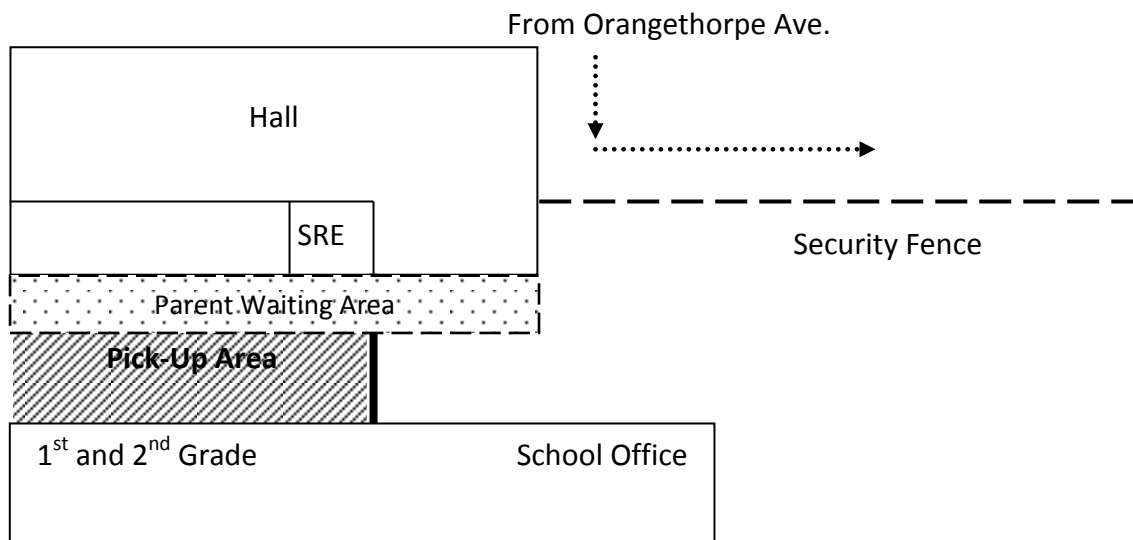 From Orangethorpe Ave.
Hall
SRE
Security Fence
Parent Waiting Area
Pick-Up Area
1st and 2nd Grade
School Office